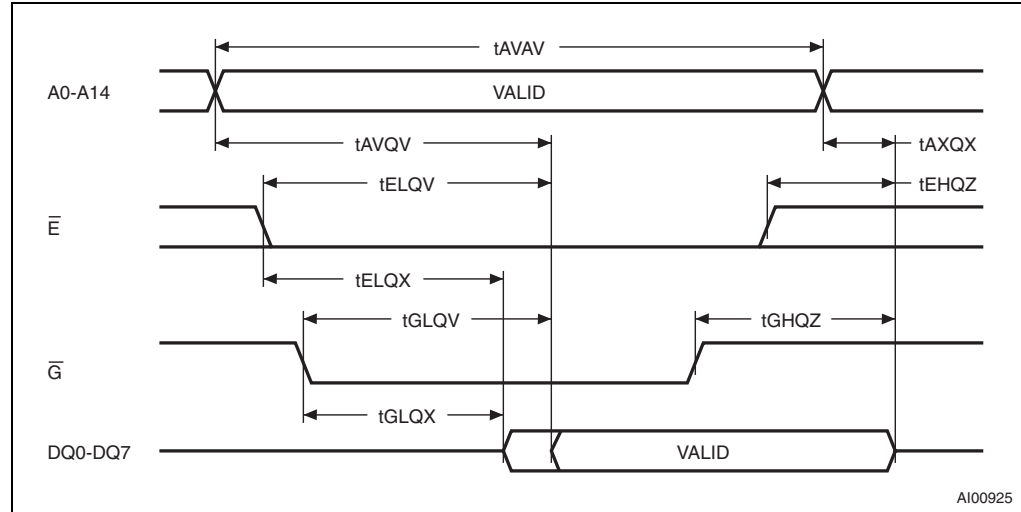 tAVAV
A0-A14 VALID
tAVQV tAXQX
tELQV tEHQZ
E̅
tELQX
tGLQV tGHQZ
G̅
tGLQX
DQ0-DQ7 VALID
AI00925